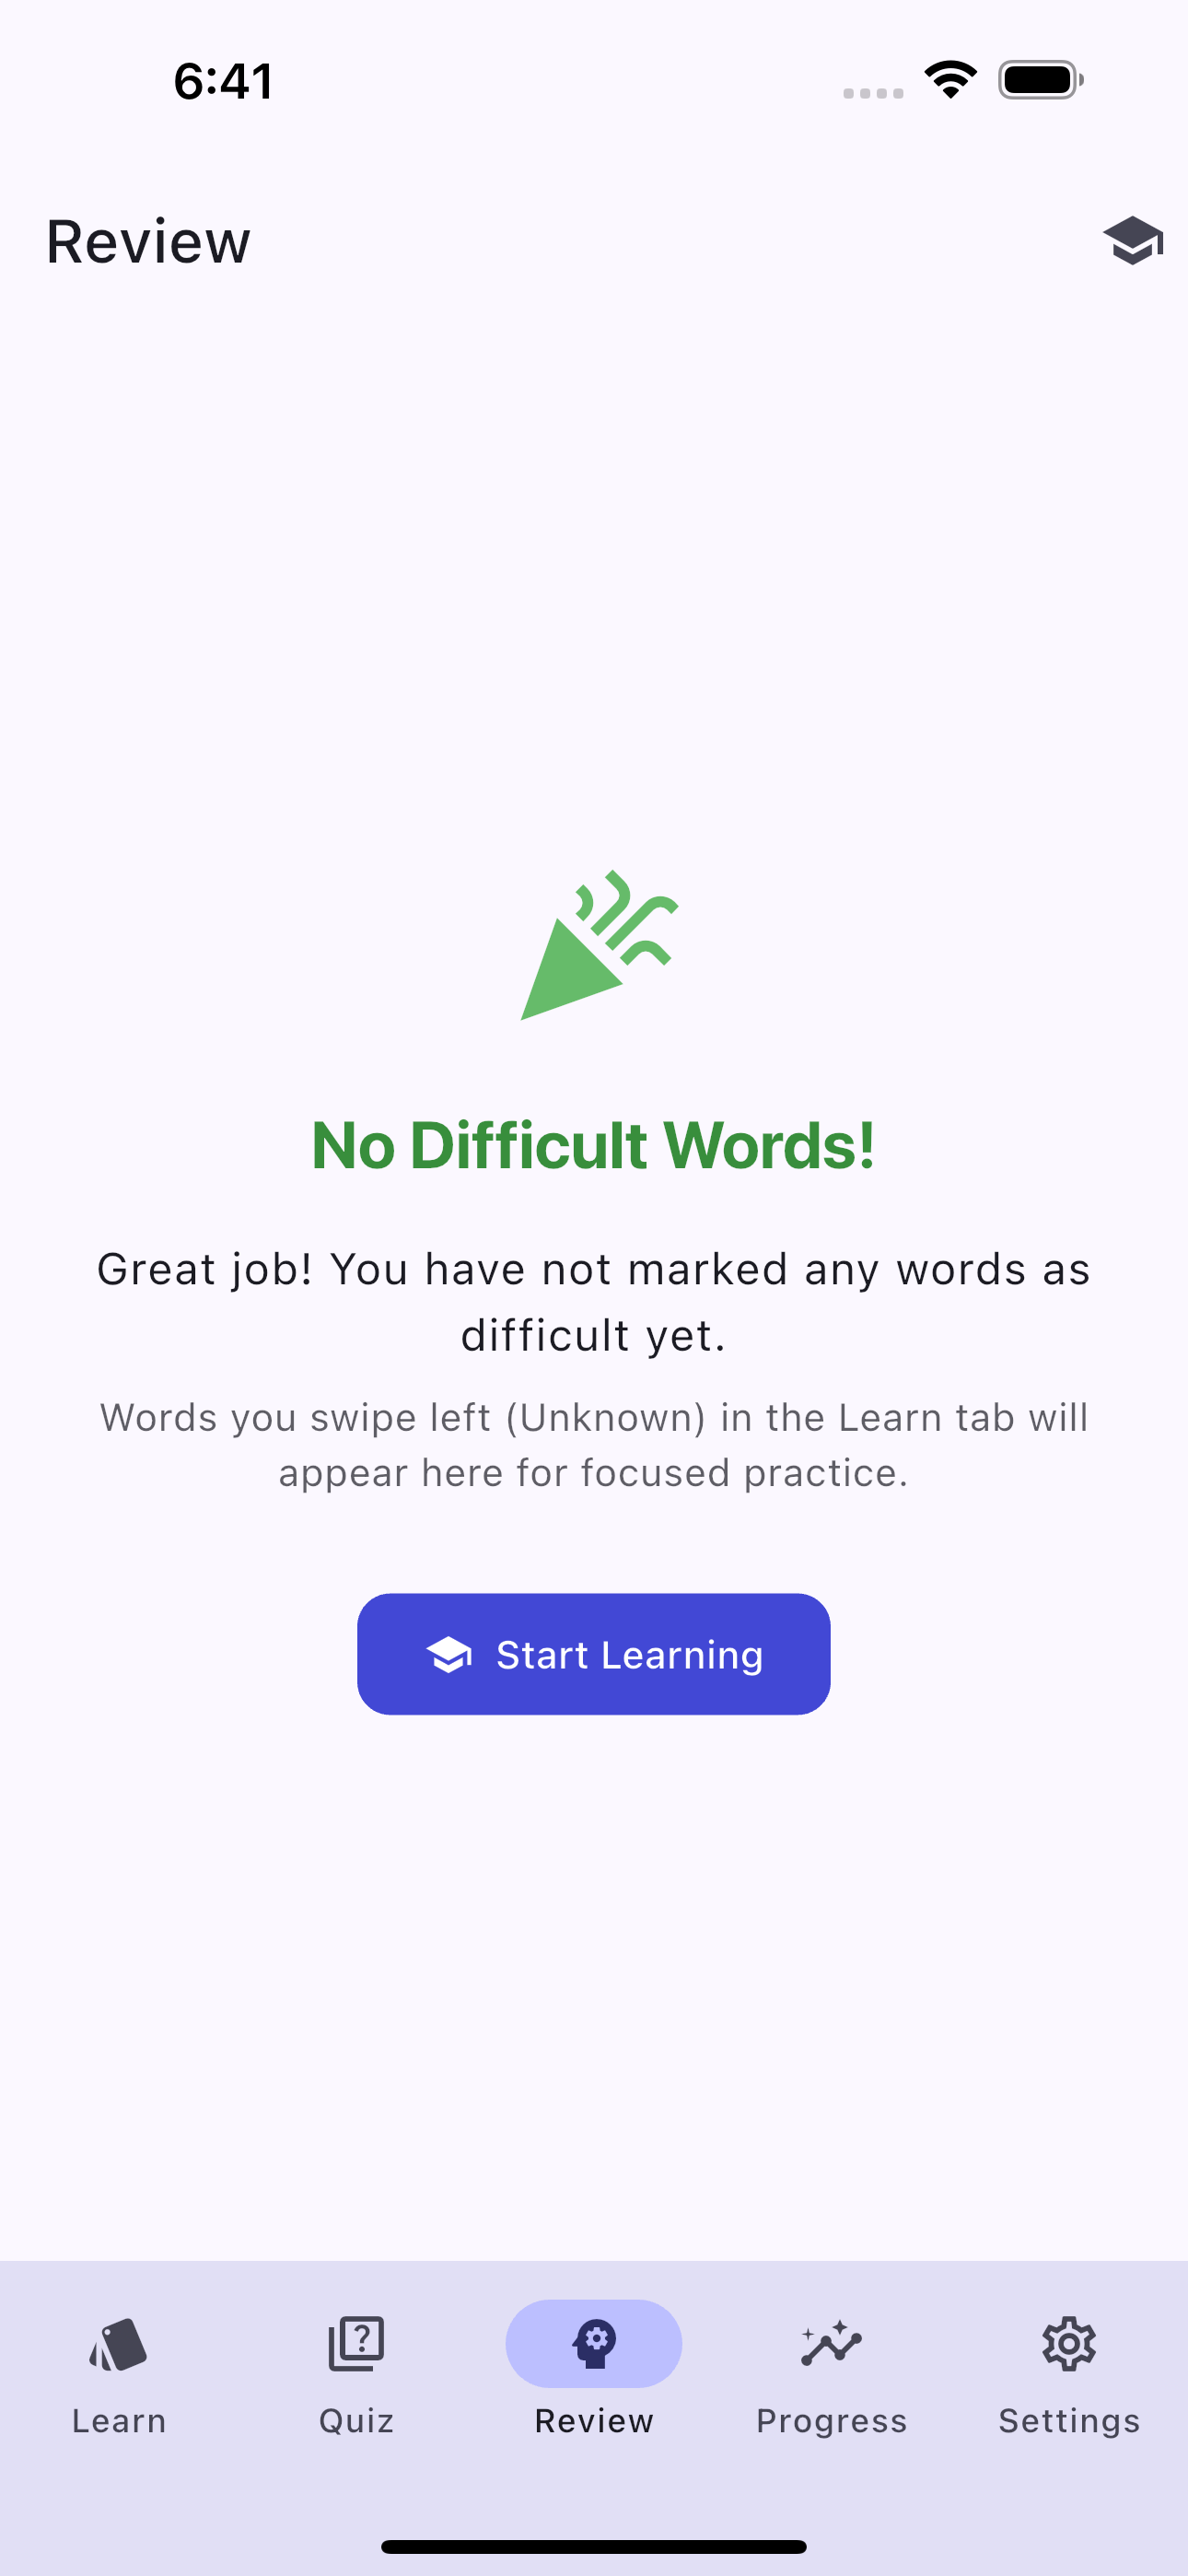 6:41
Review
No Difficult Words!
Great job! You have not marked any words as
difficult yet.
Words you swipe left (Unknown) in the Learn tab will
appear here for focused practice.
Start Learning
Learn
Quiz
Review
Progress
Settings